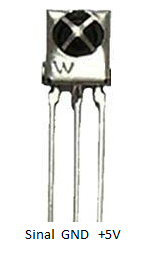 W
Sinal GND +5V